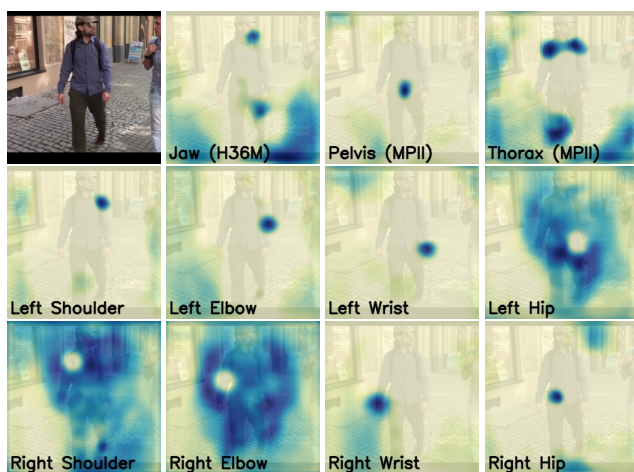 Jaw (H36M)
Pelvis (MPII)
Thorax (MPII)
Left Shoulder
Left Elbow
Left Wrist
Left Hip
Right Shoulder
Right Elbow
Right Wrist
Right Hip